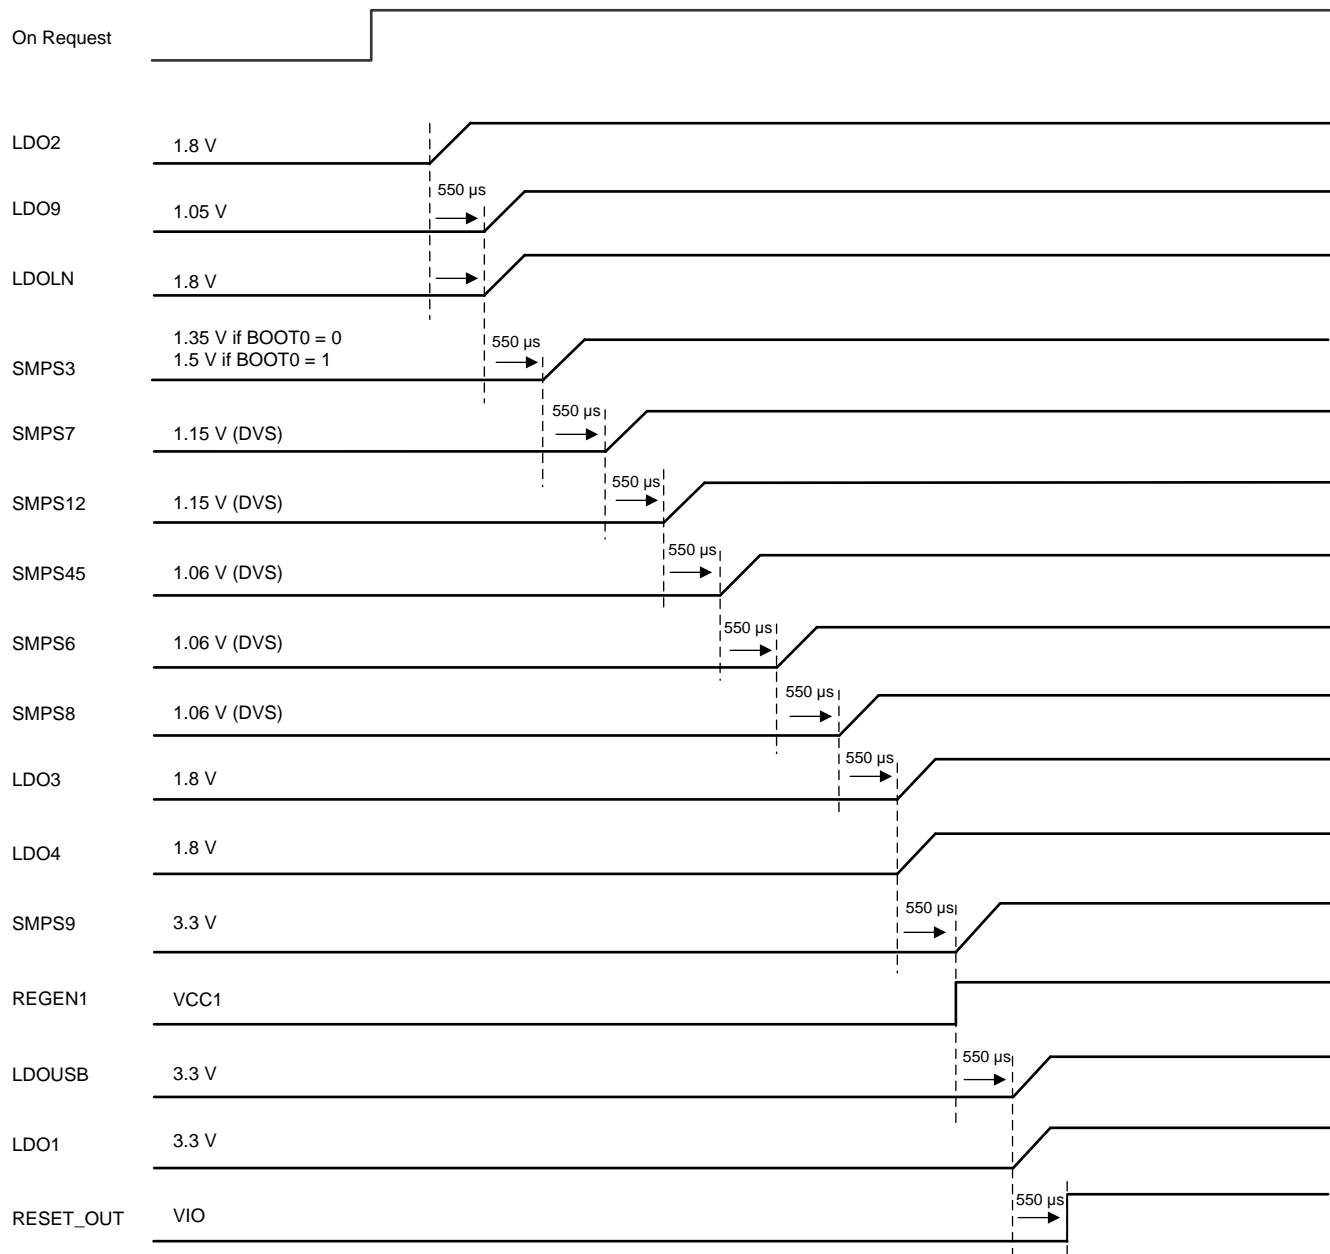 On Request
LDO2
1.8 V
550 µs
LDO9
1.05 V
LDOLN
1.8 V
1.35 V if BOOT0 = 0
1.5 V if BOOT0 = 1
550 µs
SMPS3
550 µs
SMPS7
1.15 V (DVS)
550 µs
SMPS12
1.15 V (DVS)
550 µs
SMPS45
1.06 V (DVS)
550 µs
SMPS6
1.06 V (DVS)
550 µs
SMPS8
1.06 V (DVS)
550 µs
LDO3
1.8 V
LDO4
1.8 V
550 µs
SMPS9
3.3 V
REGEN1
VCC1
550 µs
LDOUSB
3.3 V
LDO1
3.3 V
550 µs
RESET_OUT
VIO